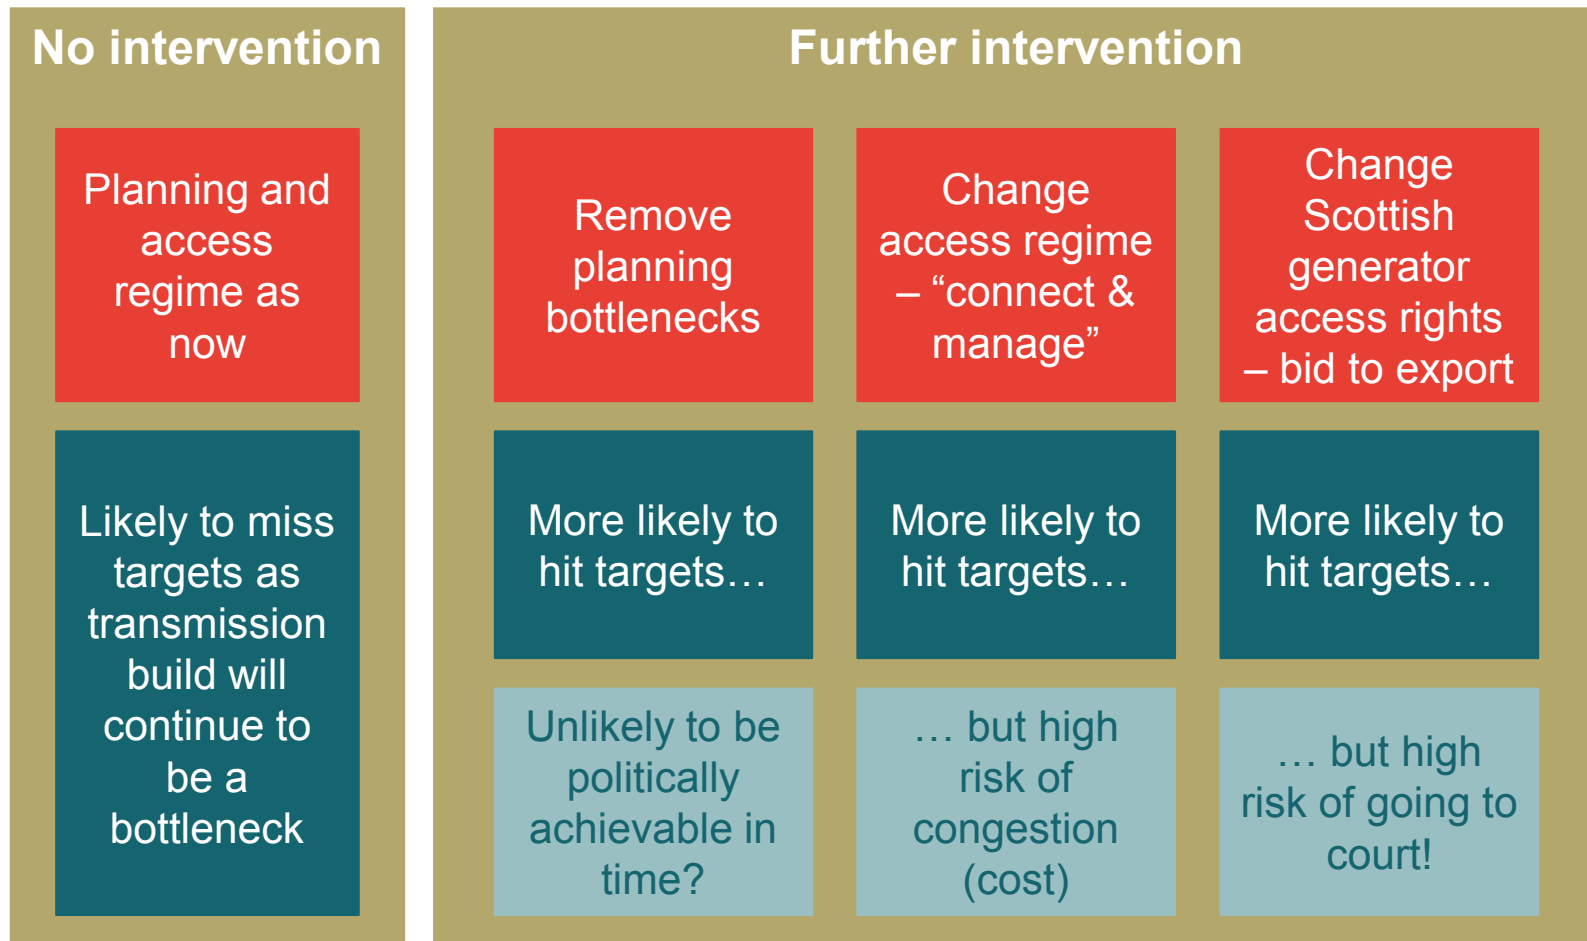 No intervention
Planning and
access
regime as
now
Likely to miss
targets as
transmission
build will
continue to
be a
bottleneck
Further intervention
Remove
planning
bottlenecks
More likely to
hit targets…
Unlikely to be
politically
achievable in
time?
Change
access regime
– “connect &
manage”
More likely to
hit targets…
… but high
risk of
congestion
(cost)
Change
Scottish
generator
access rights
– bid to export
More likely to
hit targets…
… but high
risk of going to
court!